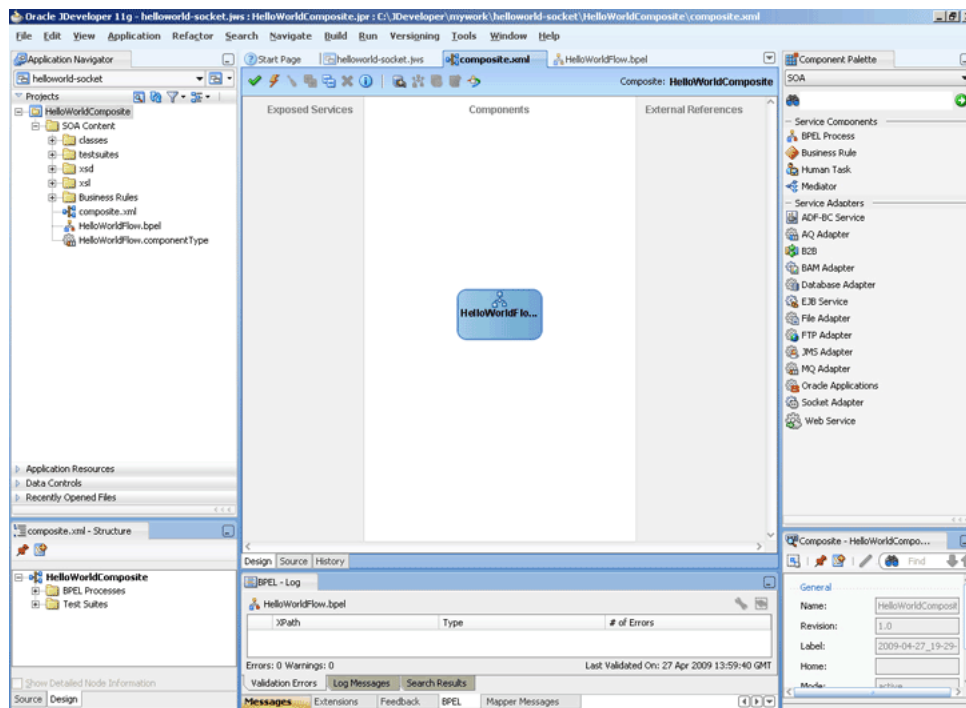 Oracle JDeveloper 11g - helloworld-socket.jws : HelloWorldComposite.jpr : C:\JDeveloper\mywork\helloworld-socket\HelloWorldComposite\composite.xml
File Edit View Application Refactor Search Navigate Build Run Versigning Tools Window Help
Application Navigator
helloworld-socket
Projects
HelloWorldComposite
SOA Content
classes
testsuites
xsd
xsl
Business Rules
composite.xml
HelloWorldFlow.bpel
HelloWorldFlow.componentType
Application Resources
Data Controls
Recently Opened Files
composite.xml - Structure
HelloWorldComposite
BPEL Processes
Test Suites
Show Detailed Node Information
Source Design
Start Page helloworld-socket.jws composite.xml HelloWorldFlow.bpel
Composite: HelloWorldComposite
Exposed Services Components External References
HelloWorldFlo...
Design Source History
BPEL - Log
HelloWorldFlow.bpel
XPath Type # of Errors
Errors: 0 Warnings: 0 Last Validated On: 27 Apr 2009 13:59:40 GMT
Validation Errors Log Messages Search Results
Messages Extensions Feedback BPEL Mapper Messages
Component Palette
SOA
Service Components
BPEL Process
Business Rule
Human Task
Mediator
Service Adapters
ADF-BC Service
AQ Adapter
B2B
BAM Adapter
Database Adapter
EJB Service
File Adapter
FTP Adapter
JMS Adapter
MQ Adapter
Oracle Applications
Socket Adapter
Web Service
Composite - HelloWorldCompo...
Find
General
Name: HelloWorldComposit
Revision: 1.0
Label: 2009-04-27_19-29-
Home:
Mode: active